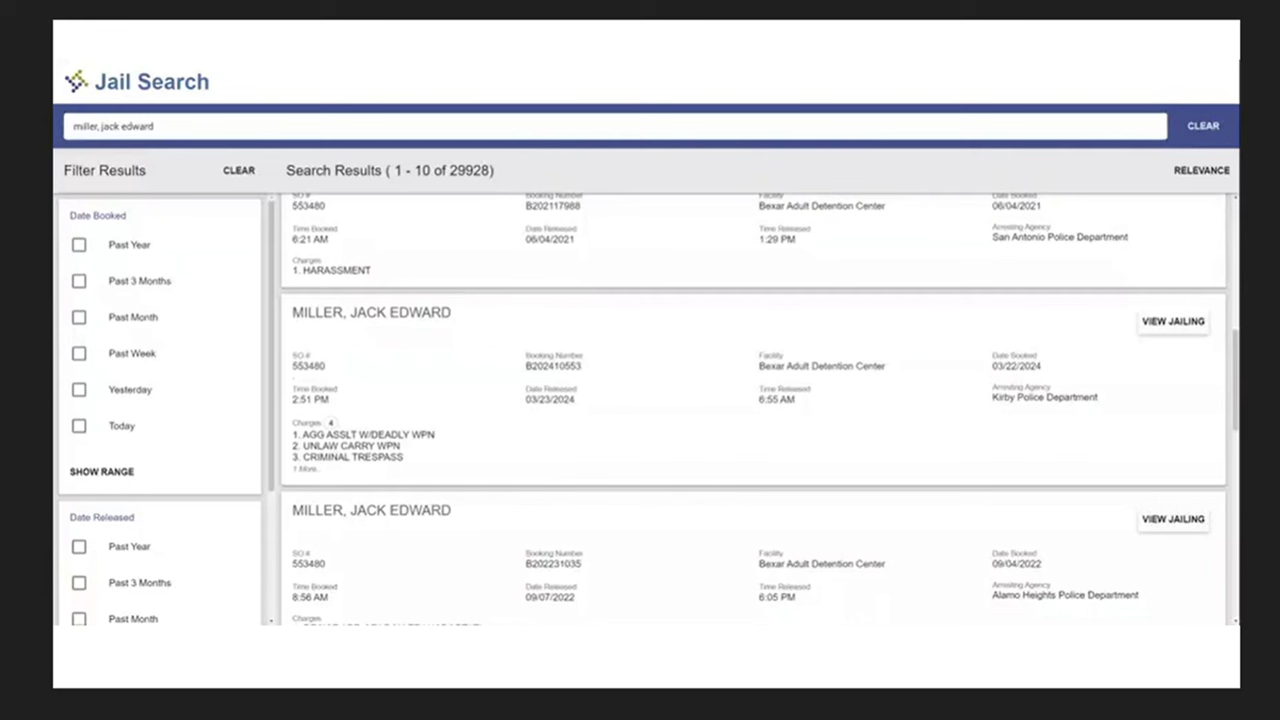 Jail Search
miller, jack edward
CLEAR
Filter Results CLEAR Search Results ( 1 - 10 of 29928) RELEVANCE
Date Booked
Past Year
Past 3 Months
Past Month
Past Week
Yesterday
Today
SHOW RANGE
Date Released
Past Year
Past 3 Months
Past Month
SO # Booking Number Facility Date Booked
553480 B202117988 Bexar Adult Detention Center 06/04/2021
Time Booked Date Released Time Released Arresting Agency
6:21 AM 06/04/2021 1:29 PM San Antonio Police Department
Charges
1. HARASSMENT
MILLER, JACK EDWARD
VIEW JAILING
SO # Booking Number Facility Date Booked
553480 B202410553 Bexar Adult Detention Center 03/22/2024
Time Booked Date Released Time Released Arresting Agency
2:51 PM 03/23/2024 6:55 AM Kirby Police Department
Charges 4
1. AGG ASSLT W/DEADLY WPN
2. UNLAW CARRY WPN
3. CRIMINAL TRESPASS
1 More...
MILLER, JACK EDWARD
VIEW JAILING
SO # Booking Number Facility Date Booked
553480 B202231035 Bexar Adult Detention Center 09/04/2022
Time Booked Date Released Time Released Arresting Agency
8:56 AM 09/07/2022 6:05 PM Alamo Heights Police Department
Charges